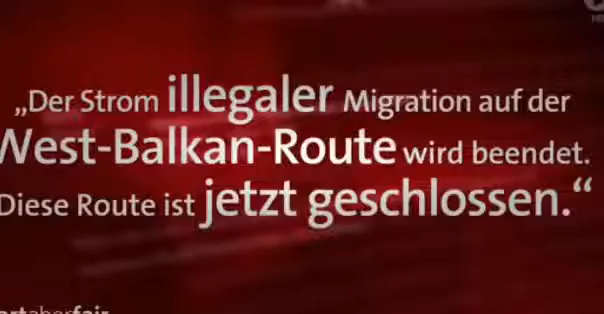 „Der Strom illegaler Migration auf der
West-Balkan-Route wird beendet.
Diese Route ist jetzt geschlossen.“